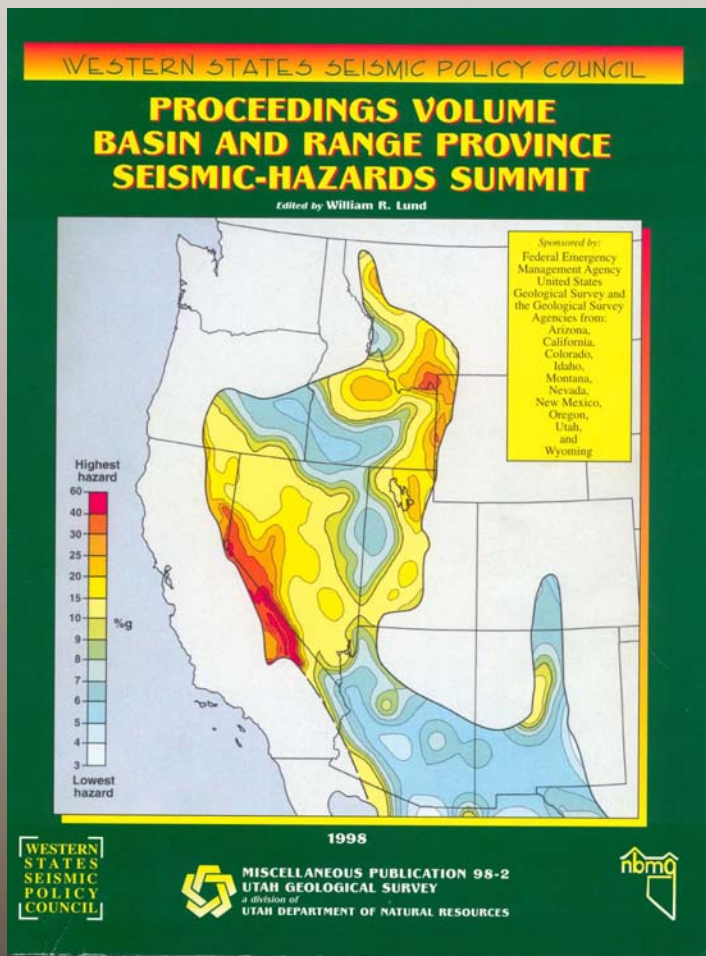 WESTERN STATES SEISMIC POLICY COUNCIL
PROCEEDINGS VOLUME
BASIN AND RANGE PROVINCE
SEISMIC-HAZARDS SUMMIT
Edited by William R. Lund
Sponsored by:
Federal Emergency
Management Agency
United States
Geological Survey and
the Geological Survey
Agencies from:
Arizona,
California,
Colorado,
Idaho,
Montana,
Nevada,
New Mexico,
Oregon,
Utah,
and
Wyoming
Highest
hazard
60
40
30
25
20
15
10
%g
9
8
7
6
5
4
3
Lowest
hazard
1998
WESTERN
STATES
SEISMIC
POLICY
COUNCIL
MISCELLANEOUS PUBLICATION 98-2
UTAH GEOLOGICAL SURVEY
a division of
UTAH DEPARTMENT OF NATURAL RESOURCES
nbmg